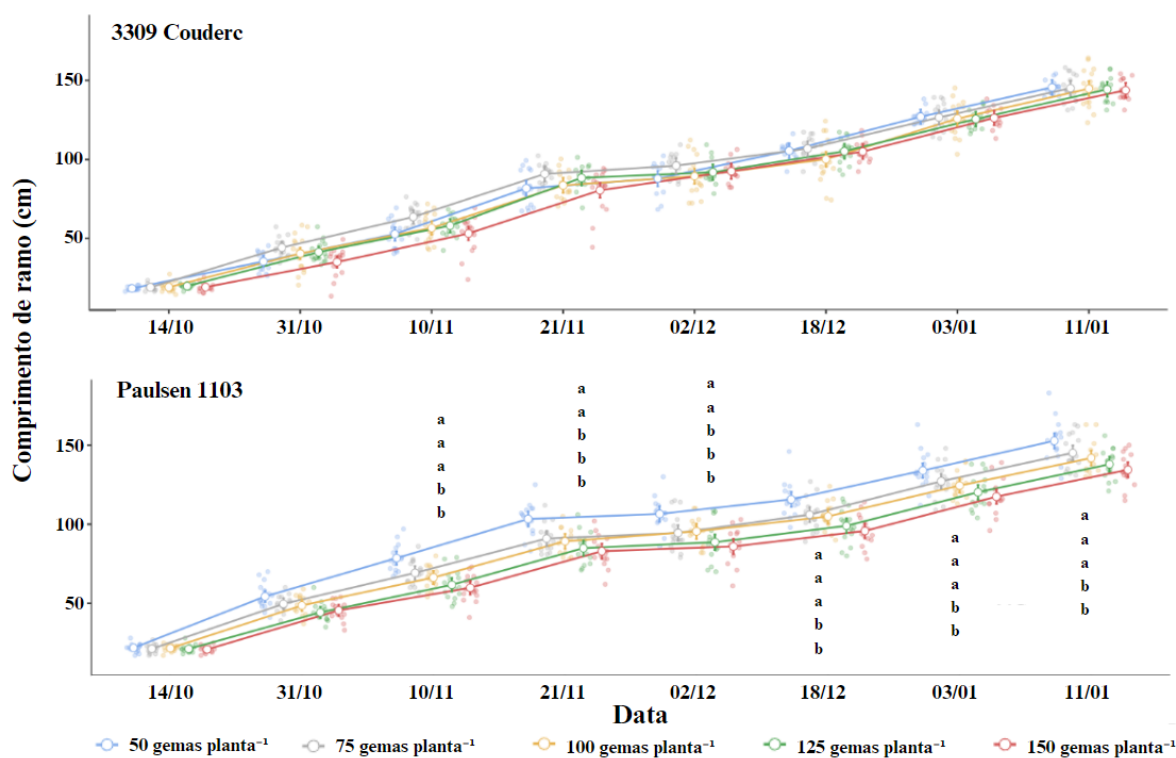 3309 Couderc
Comprimento de ramo (cm)
150
100
50
14/10 31/10 10/11 21/11 02/12 18/12 03/01 11/01
Paulsen 1103
150
100
50
a
a
a
b
b
a
a
b
b
b
a
a
b
b
b
a
a
a
b
b
a
a
a
b
b
a
a
a
b
b
14/10 31/10 10/11 21/11 02/12 18/12 03/01 11/01
Data
50 gemas planta⁻¹ 75 gemas planta⁻¹ 100 gemas planta⁻¹ 125 gemas planta⁻¹ 150 gemas planta⁻¹